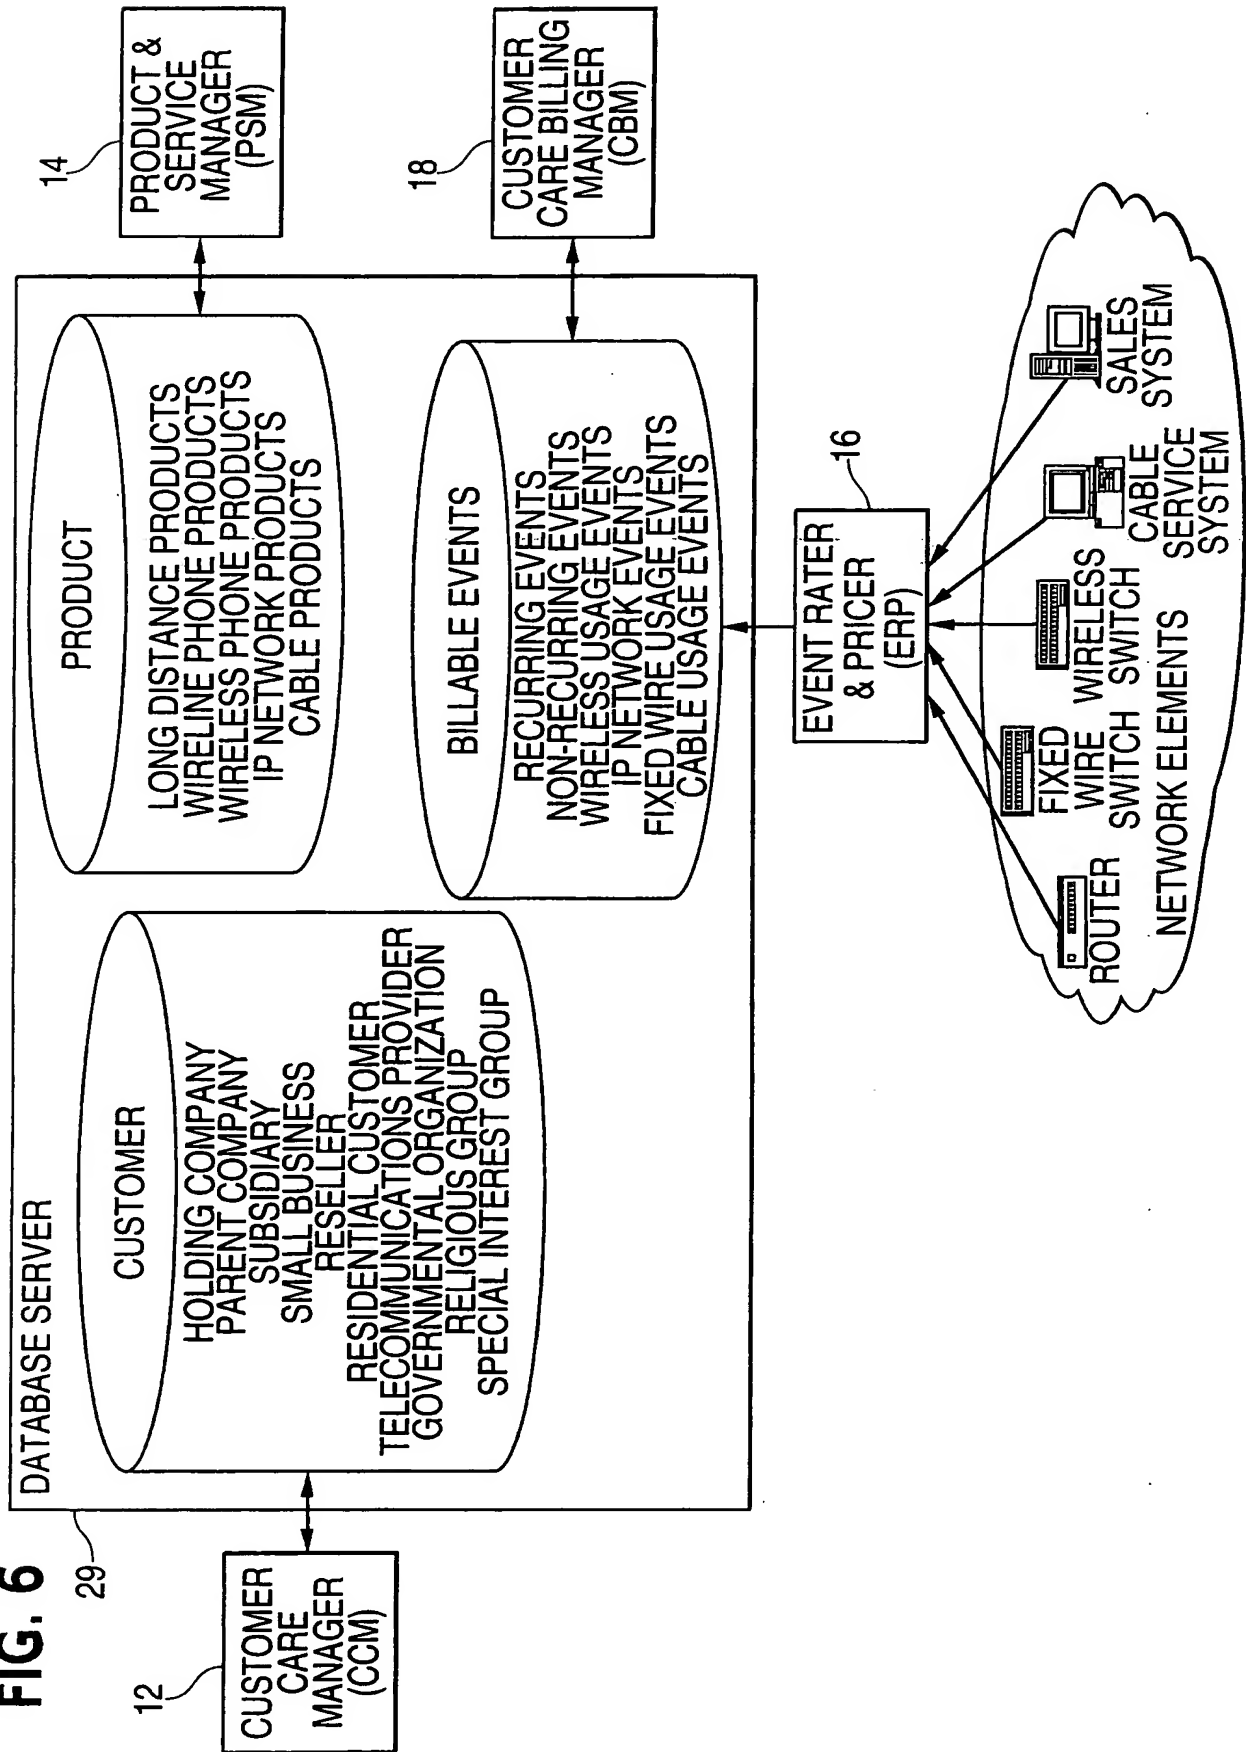 FIG. 6
29
DATABASE SERVER
12
CUSTOMER
CARE
MANAGER
(CCM)
CUSTOMER
HOLDING COMPANY
PARENT COMPANY
SUBSIDIARY
SMALL BUSINESS
RESELLER
RESIDENTIAL CUSTOMER
TELECOMMUNICATIONS PROVIDER
GOVERNMENTAL ORGANIZATION
RELIGIOUS GROUP
SPECIAL INTEREST GROUP
PRODUCT
LONG DISTANCE PRODUCTS
WIRELINE PHONE PRODUCTS
WIRELESS PHONE PRODUCTS
IP NETWORK PRODUCTS
CABLE PRODUCTS
14
PRODUCT &
SERVICE
MANAGER
(PSM)
BILLABLE EVENTS
RECURRING EVENTS
NON-RECURRING EVENTS
WIRELESS USAGE EVENTS
IP NETWORK EVENTS
FIXED WIRE USAGE EVENTS
CABLE USAGE EVENTS
18
CUSTOMER
CARE BILLING
MANAGER
(CBM)
16
EVENT RATER
& PRICER
(ERP)
ROUTER
FIXED
WIRE
SWITCH
WIRELESS
SWITCH
CABLE
SERVICE
SYSTEM
SALES
SYSTEM
NETWORK ELEMENTS